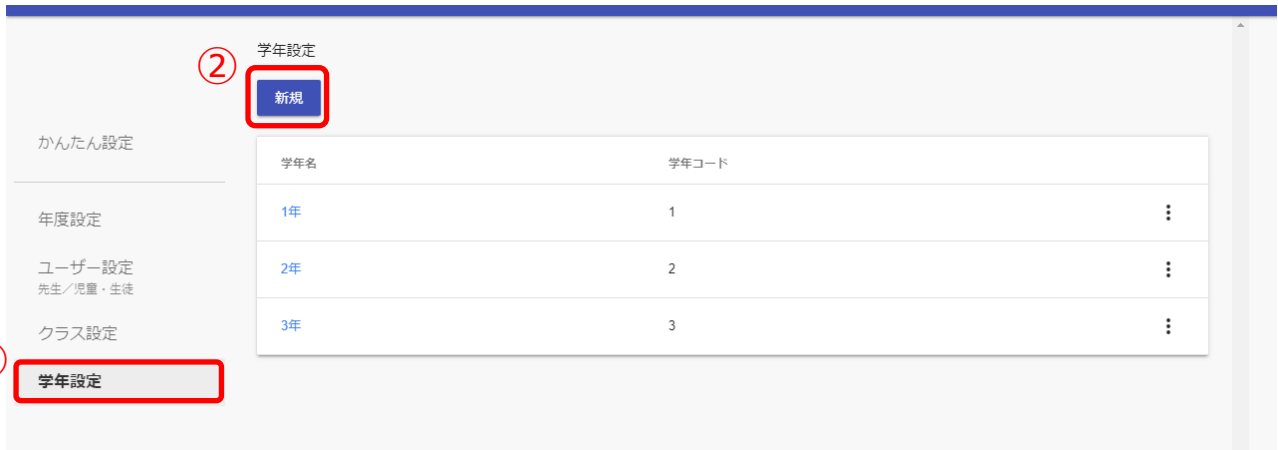 学年設定
②
新規
かんたん設定
学年名 学年コード
年度設定
1年 1
ユーザー設定
先生/児童・生徒
2年 2
クラス設定
3年 3
学年設定